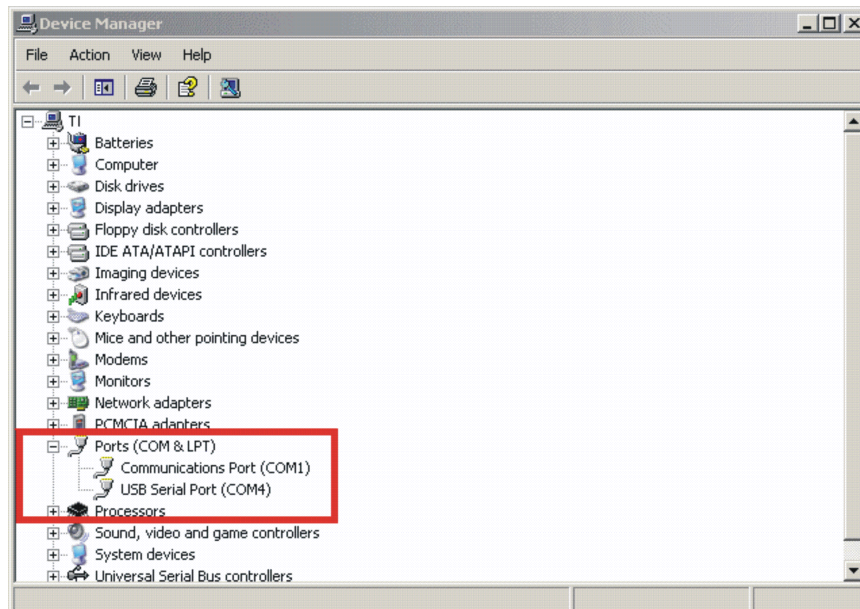 Device Manager
File Action View Help
TI
Batteries
Computer
Disk drives
Display adapters
Floppy disk controllers
IDE ATA/ATAPI controllers
Imaging devices
Infrared devices
Keyboards
Mice and other pointing devices
Modems
Monitors
Network adapters
PCMCIA adapters
Ports (COM & LPT)
Communications Port (COM1)
USB Serial Port (COM4)
Processors
Sound, video and game controllers
System devices
Universal Serial Bus controllers